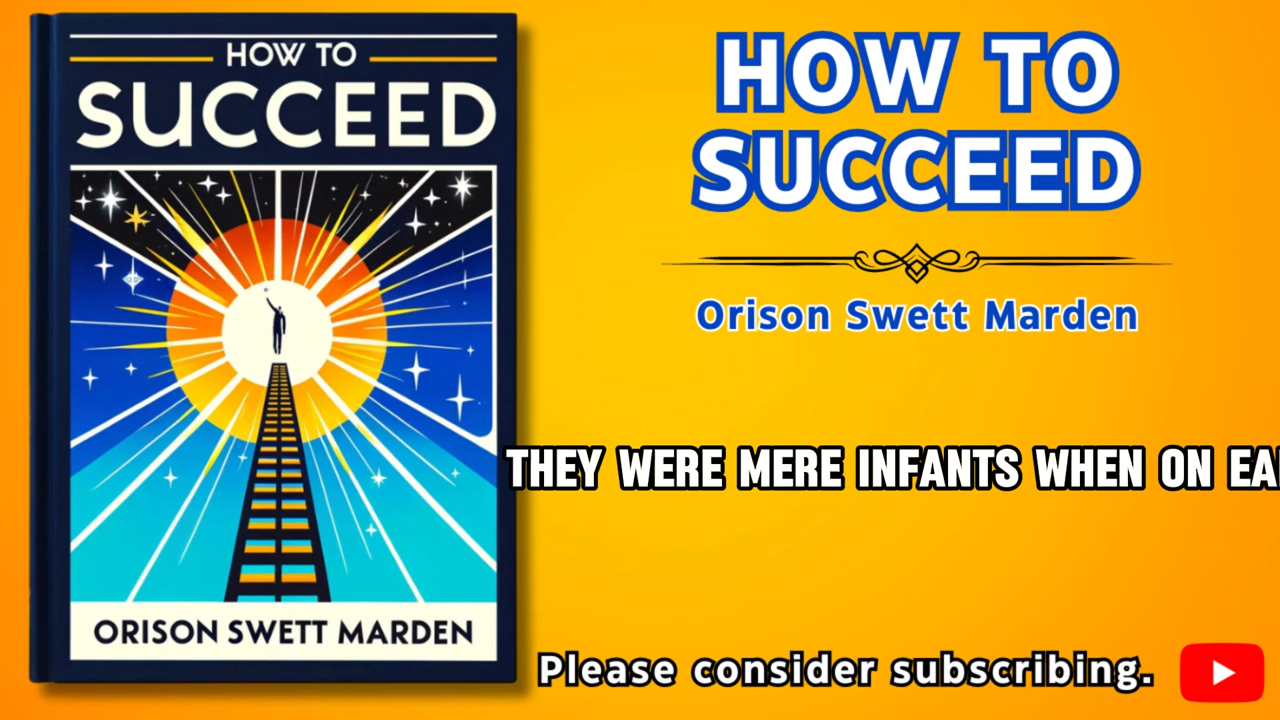 HOW TO
SUCCEED
ORISON SWETT MARDEN
HOW TO
SUCCEED
Orison Swett Marden
THEY WERE MERE INFANTS WHEN ON
Please consider subscribing.